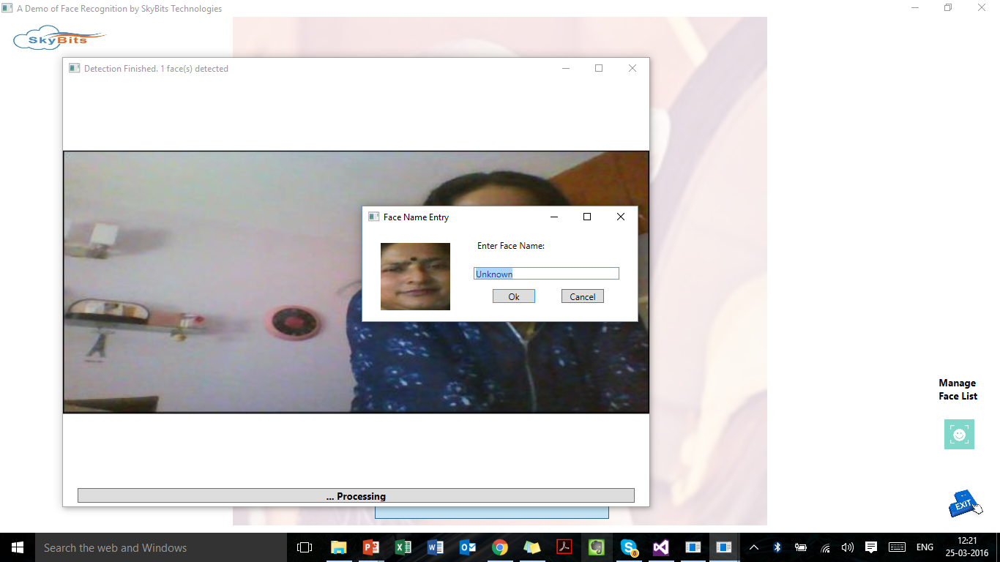 A Demo of Face Recognition by SkyBits Technologies
SkyBits
Detection Finished. 1 face(s) detected
Face Name Entry
Enter Face Name:
Unknown
Ok
Cancel
Manage
Face List
... Processing
EXIT
Search the web and Windows
8
ENG
12:21
25-03-2016